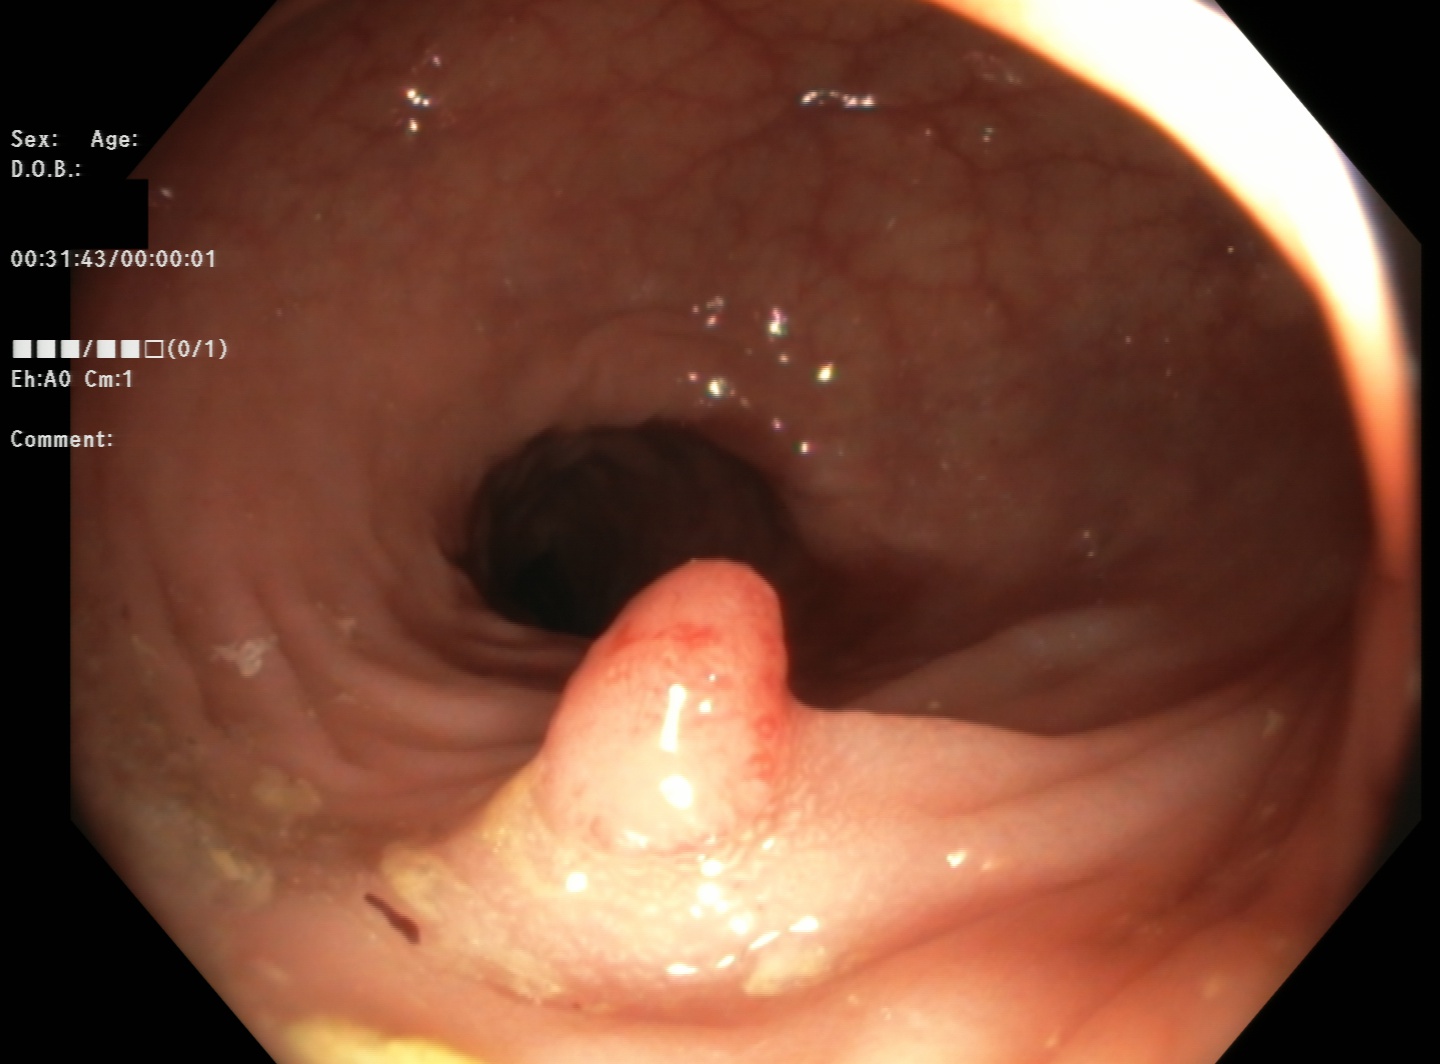 Sex: Age:
D.O.B.:
00:31:43/00:00:01
■■■/■■□(0/1)
Eh:A0 Cm:1
Comment: